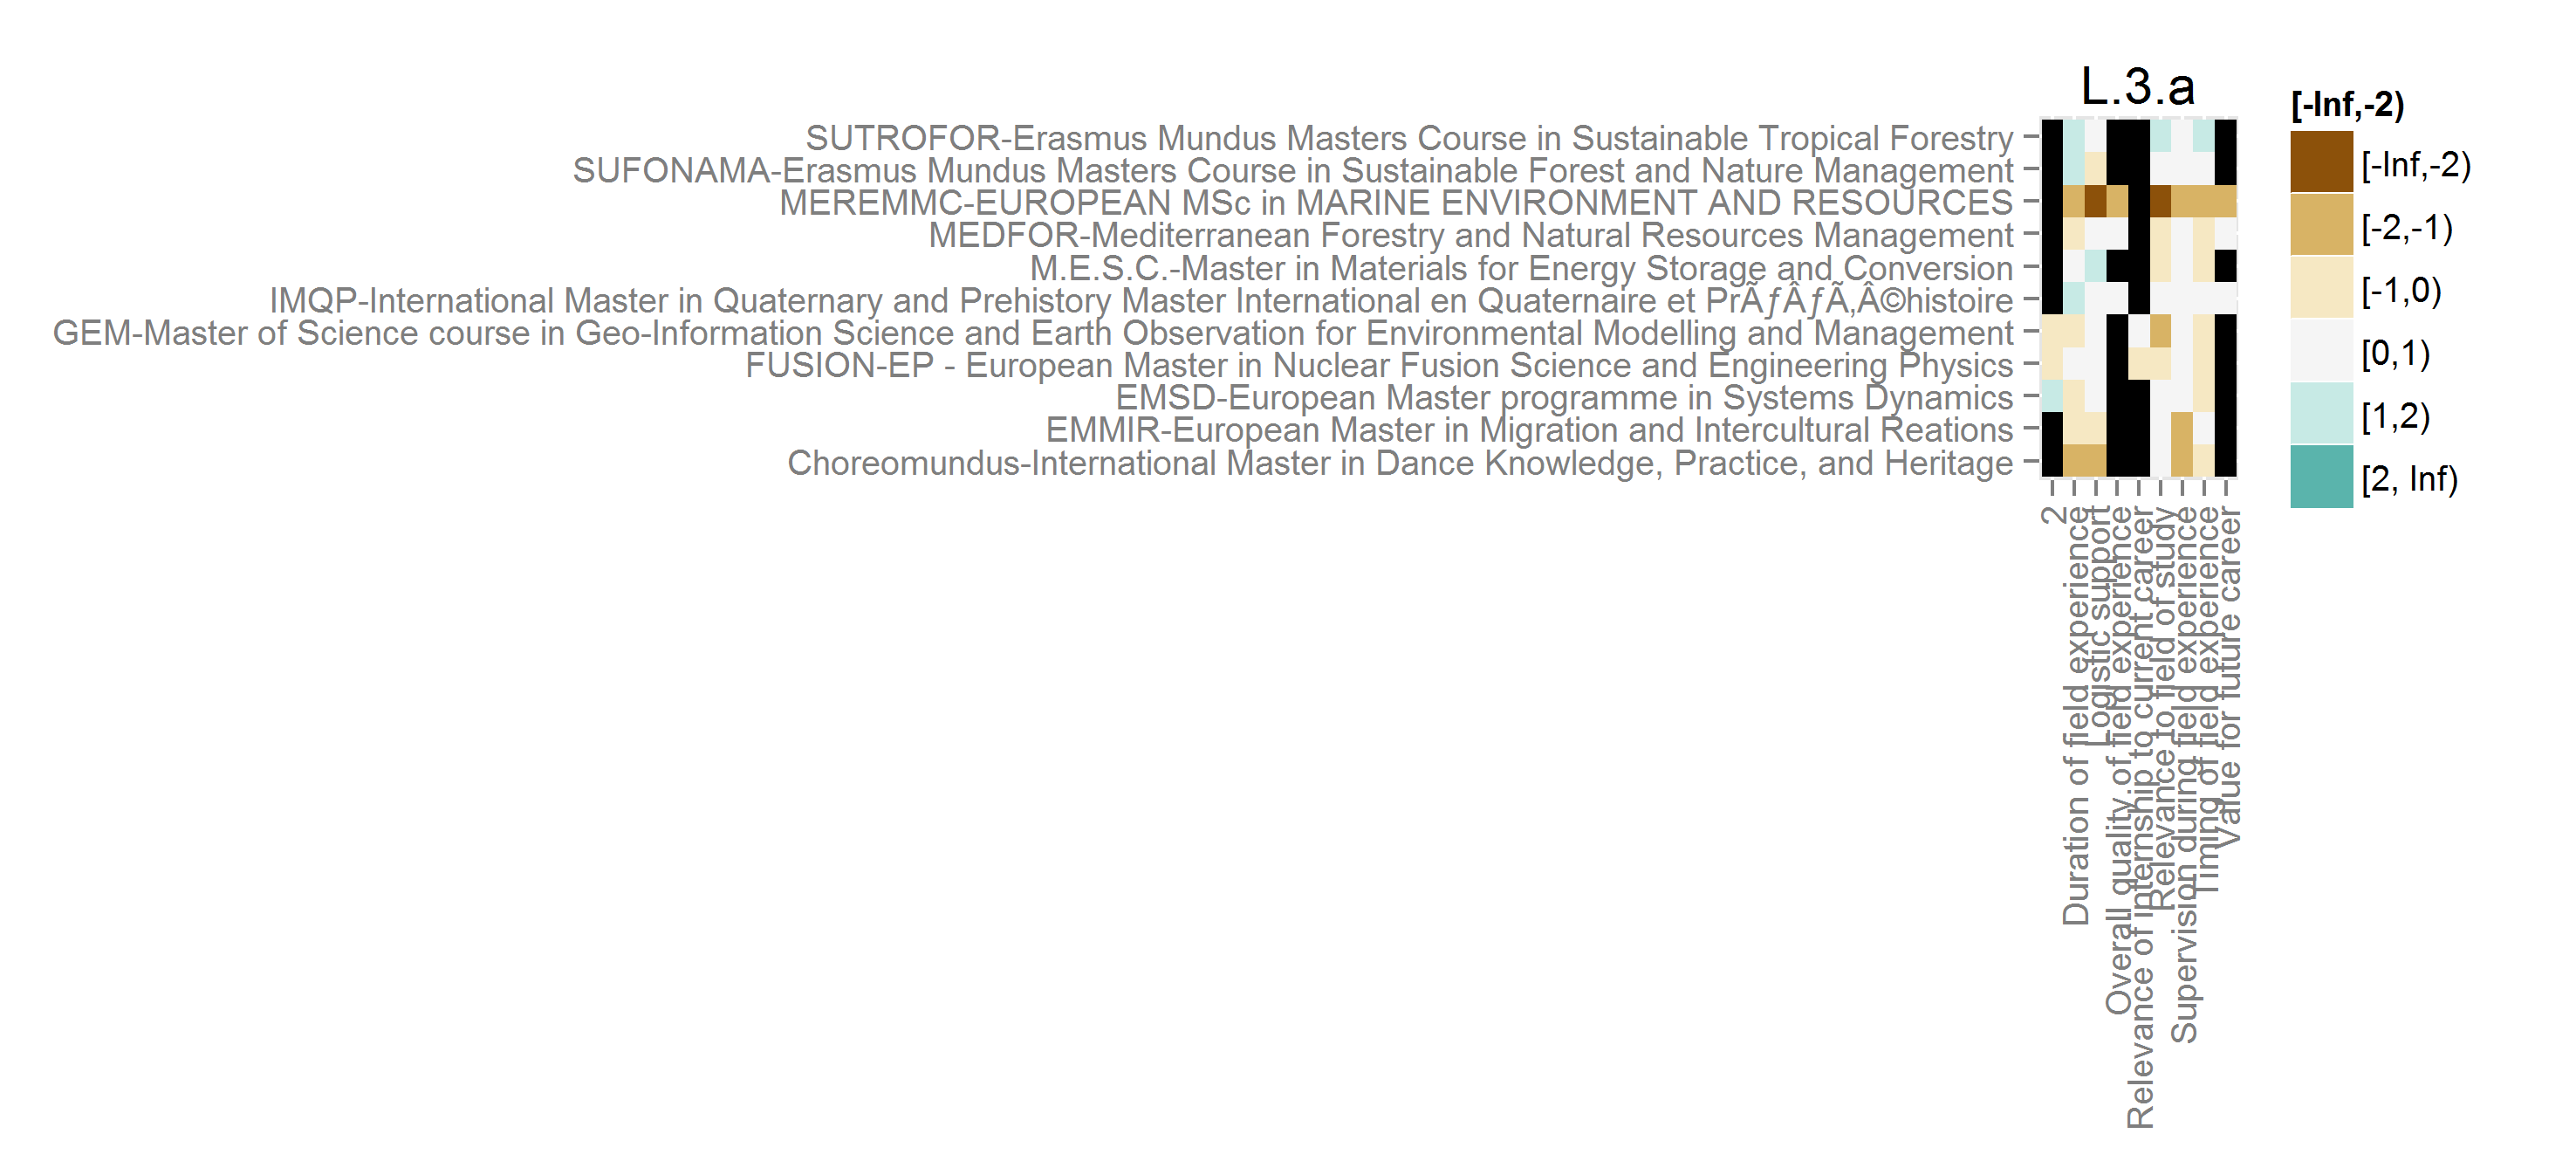 L.3.a
SUTROFOR-Erasmus Mundus Masters Course in Sustainable Tropical Forestry
SUFONAMA-Erasmus Mundus Masters Course in Sustainable Forest and Nature Management
MEREMMC-EUROPEAN MSc in MARINE ENVIRONMENT AND RESOURCES
MEDFOR-Mediterranean Forestry and Natural Resources Management
M.E.S.C.-Master in Materials for Energy Storage and Conversion
IMQP-International Master in Quaternary and Prehistory Master International en Quaternaire et PrÃƒÂƒÃ‚Â©histoire
GEM-Master of Science course in Geo-Information Science and Earth Observation for Environmental Modelling and Management
FUSION-EP - European Master in Nuclear Fusion Science and Engineering Physics
EMSD-European Master programme in Systems Dynamics
EMMIR-European Master in Migration and Intercultural Reations
Choreomundus-International Master in Dance Knowledge, Practice, and Heritage
2
Duration of field experience
Logistic support
Overall quality of field experience
Relevance of internship to current career
Relevance to field of study
Supervision during field experience
Timing of field experience
Value for future career
[-Inf,-2)
[-Inf,-2)
[-2,-1)
[-1,0)
[0,1)
[1,2)
[2, Inf)